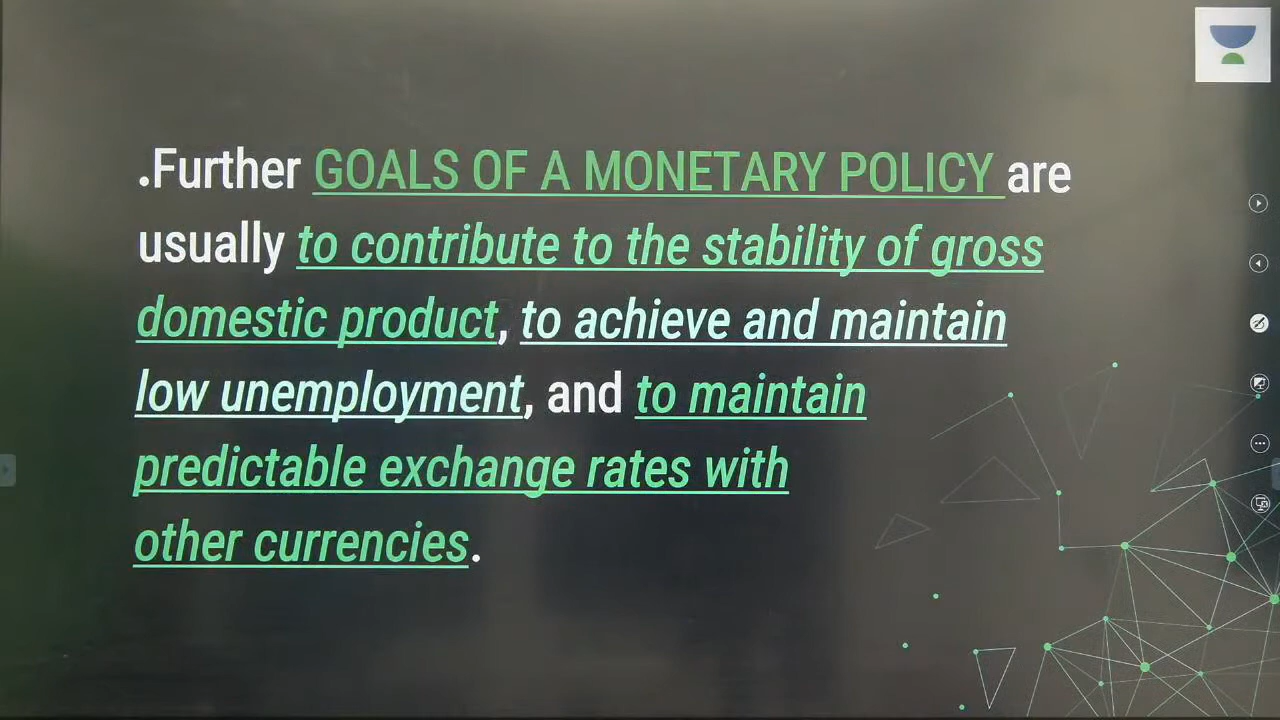 .Further GOALS OF A MONETARY POLICY are
usually to contribute to the stability of gross
domestic product, to achieve and maintain
low unemployment, and to maintain
predictable exchange rates with
other currencies.